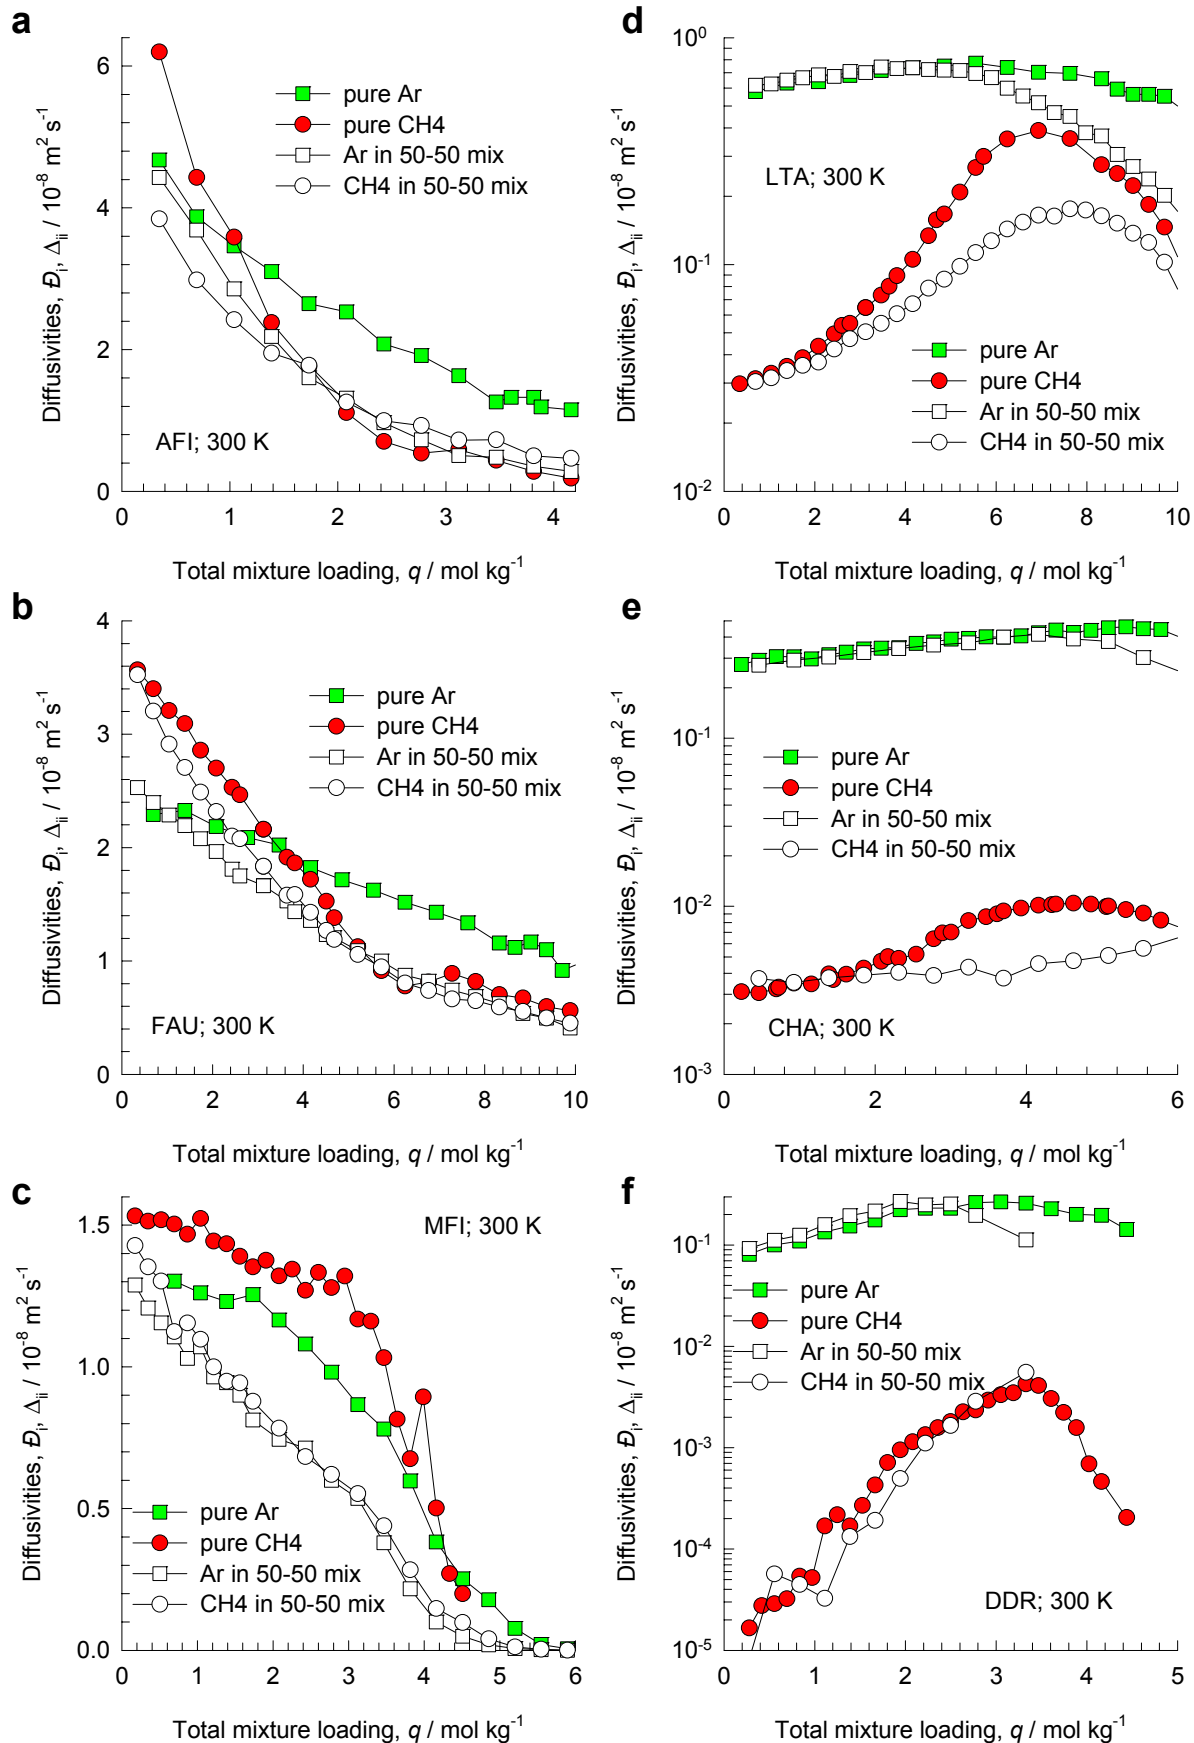 a
Diffusivities, Đi, Δii / 10-8 m2 s-1
6
4
2
0
pure Ar
pure CH4
Ar in 50-50 mix
CH4 in 50-50 mix
AFI; 300 K
0 1 2 3 4
Total mixture loading, q / mol kg-1
b
Diffusivities, Đi, Δii / 10-8 m2 s-1
4
3
2
1
0
pure Ar
pure CH4
Ar in 50-50 mix
CH4 in 50-50 mix
FAU; 300 K
0 2 4 6 8 10
Total mixture loading, q / mol kg-1
c
Diffusivities, Đi, Δii / 10-8 m2 s-1
1.5
1.0
0.5
0.0
MFI; 300 K
pure Ar
pure CH4
Ar in 50-50 mix
CH4 in 50-50 mix
0 1 2 3 4 5 6
Total mixture loading, q / mol kg-1
d
Diffusivities, Đi, Δii / 10-8 m2 s-1
100
10-1
10-2
LTA; 300 K
pure Ar
pure CH4
Ar in 50-50 mix
CH4 in 50-50 mix
0 2 4 6 8 10
Total mixture loading, q / mol kg-1
e
Diffusivities, Đi, Δii / 10-8 m2 s-1
10-1
10-2
10-3
pure Ar
pure CH4
Ar in 50-50 mix
CH4 in 50-50 mix
CHA; 300 K
0 2 4 6
Total mixture loading, q / mol kg-1
f
Diffusivities, Đi, Δii / 10-8 m2 s-1
10-1
10-2
10-3
10-4
10-5
pure Ar
pure CH4
Ar in 50-50 mix
CH4 in 50-50 mix
DDR; 300 K
0 1 2 3 4 5
Total mixture loading, q / mol kg-1